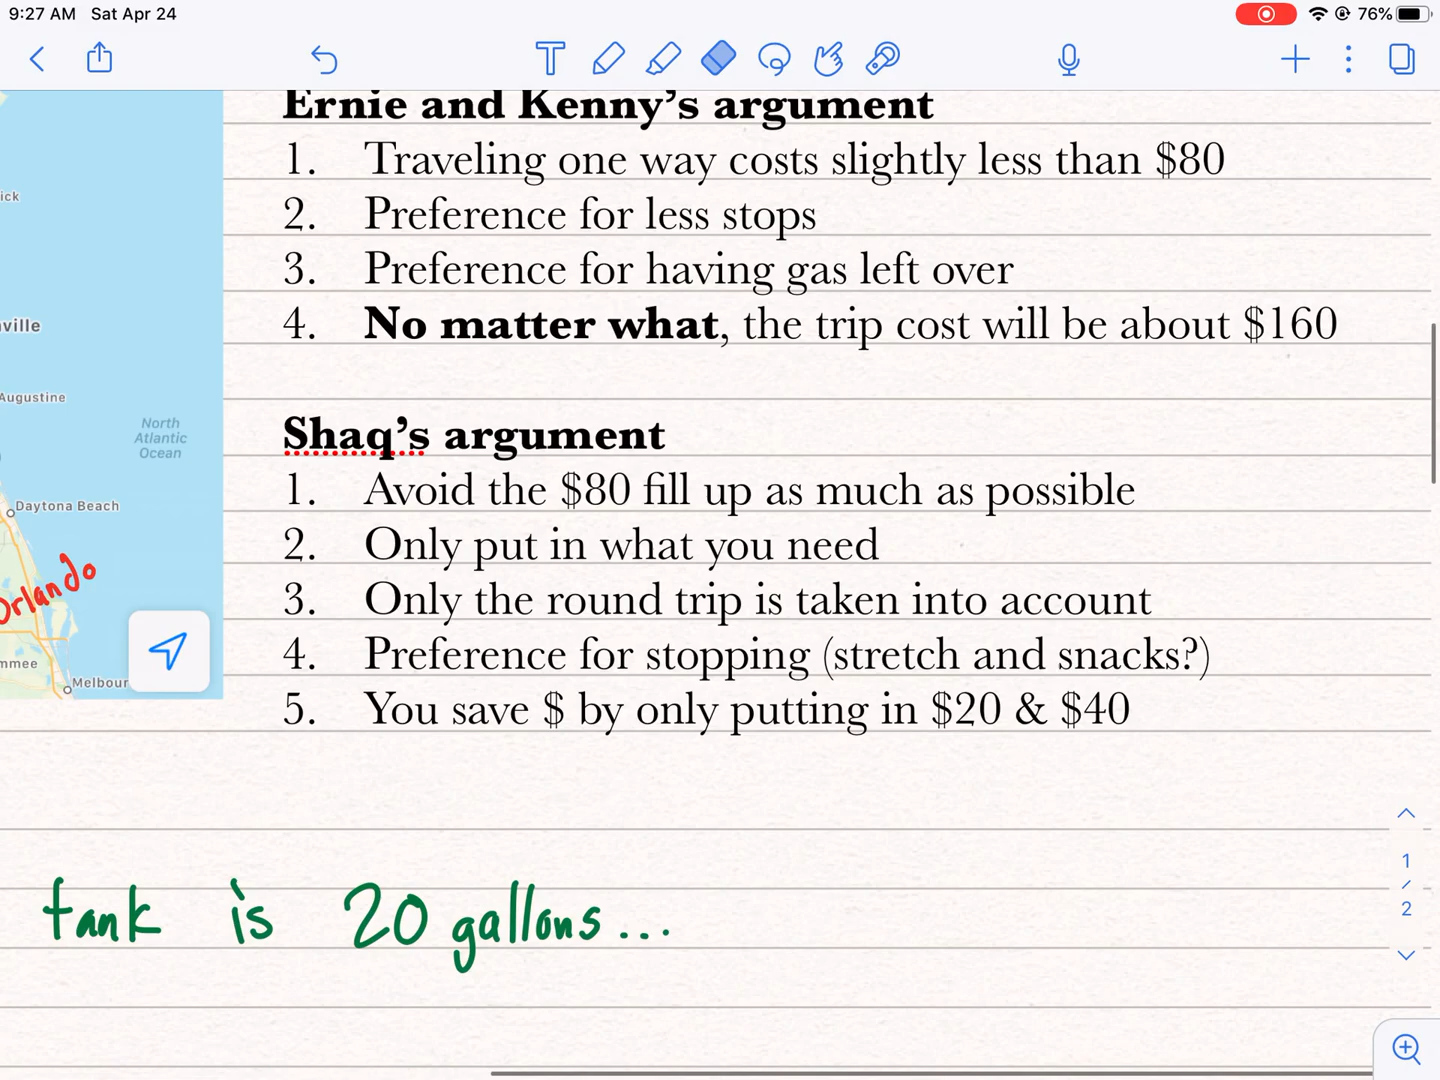 9:27 AM Sat Apr 24
76%
Ernie and Kenny's argument
1. Traveling one way costs slightly less than $80
2. Preference for less stops
3. Preference for having gas left over
4. No matter what, the trip cost will be about $160
Shaq's argument
1. Avoid the $80 fill up as much as possible
2. Only put in what you need
3. Only the round trip is taken into account
4. Preference for stopping (stretch and snacks?)
5. You save $ by only putting in $20 & $40
ick
ville
Augustine
North
Atlantic
Ocean
Daytona Beach
Orlando
mmee
Melbour
tank is 20 gallons...
1
/
2